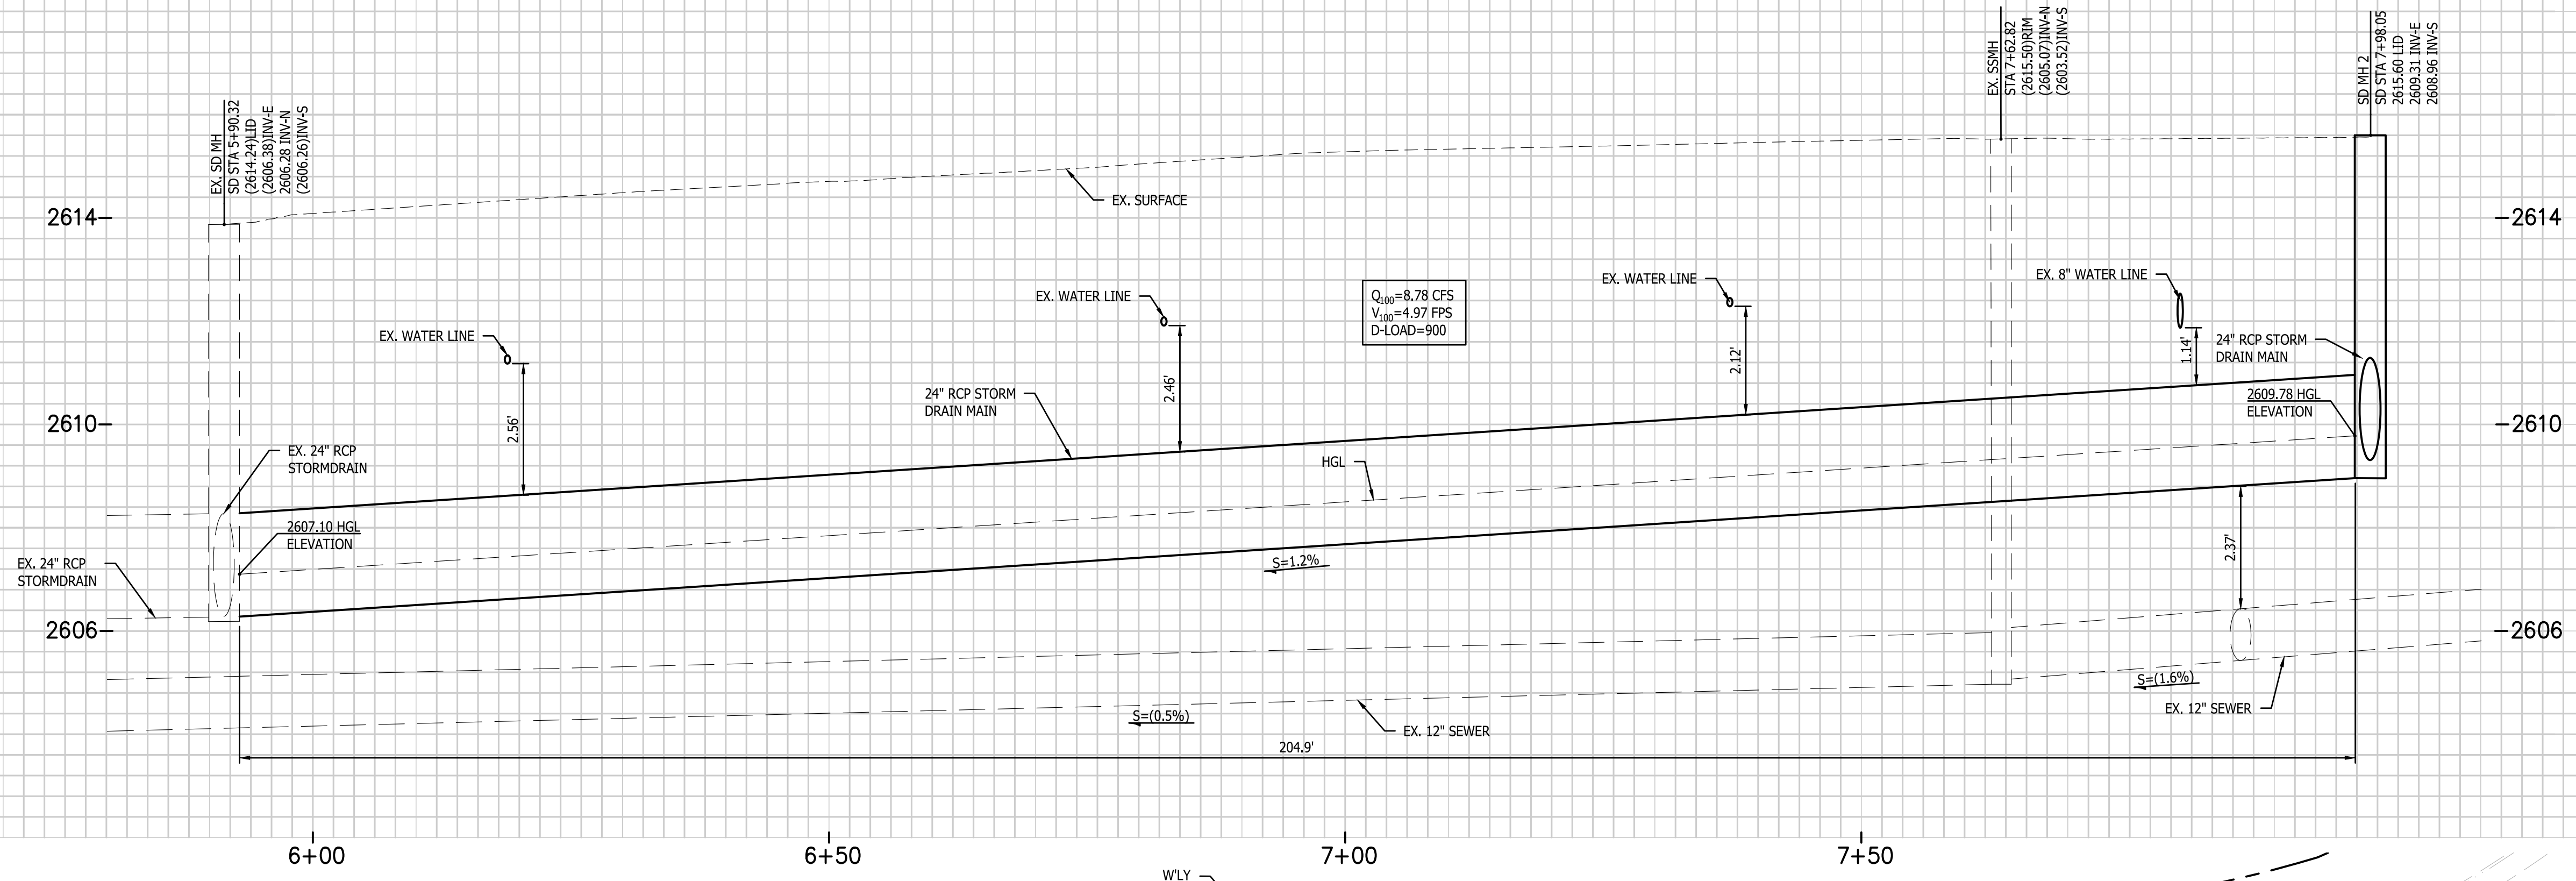 EX. SD MH
SD STA 5+90.32
(2614.24)LID
(2606.38)INV-E
2606.28 INV-N
(2606.26)INV-S
EX. SSMH
STA 7+62.82
(2615.50)RIM
(2605.07)INV-N
(2603.52)INV-S
SD MH 2
SD STA 7+98.05
2615.60 LID
2609.31 INV-E
2608.96 INV-S
2614
EX. SURFACE
2614
EX. WATER LINE
EX. WATER LINE
Q100=8.78 CFS
V100=4.97 FPS
D-LOAD=900
EX. WATER LINE
EX. 8" WATER LINE
2.56'
2.46'
2.12'
1.14'
24" RCP STORM
DRAIN MAIN
24" RCP STORM
DRAIN MAIN
2609.78 HGL
ELEVATION
2610
2610
EX. 24" RCP
STORMDRAIN
HGL
2607.10 HGL
ELEVATION
EX. 24" RCP
STORMDRAIN
S=1.2%
2.37'
2606
2606
S=(0.5%)
EX. 12" SEWER
S=(1.6%)
EX. 12" SEWER
204.9'
6+00
6+50
7+00
7+50
W'LY